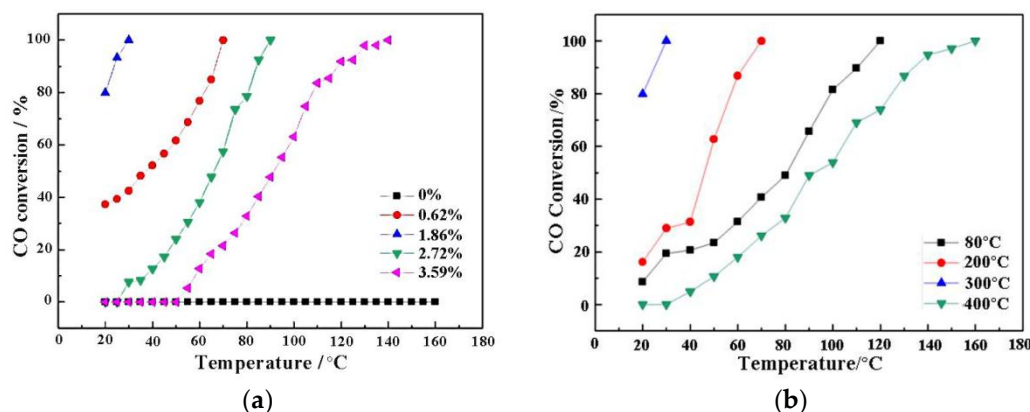 100
80
60
40
20
0
CO conversion / %
0%
0.62%
1.86%
2.72%
3.59%
0 20 40 60 80 100 120 140 160 180
Temperature /°C
(a)
100
80
60
40
20
0
CO Conversion /%
80°C
200°C
300°C
400°C
0 20 40 60 80 100 120 140 160 180
Temperature/°C
(b)